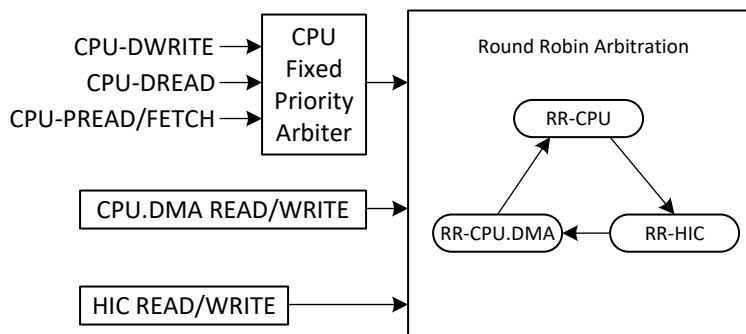 CPU-DWRITE
CPU-DREAD
CPU-PREAD/FETCH
CPU
Fixed
Priority
Arbiter
CPU.DMA READ/WRITE
HIC READ/WRITE
Round Robin Arbitration
RR-CPU
RR-CPU.DMA
RR-HIC